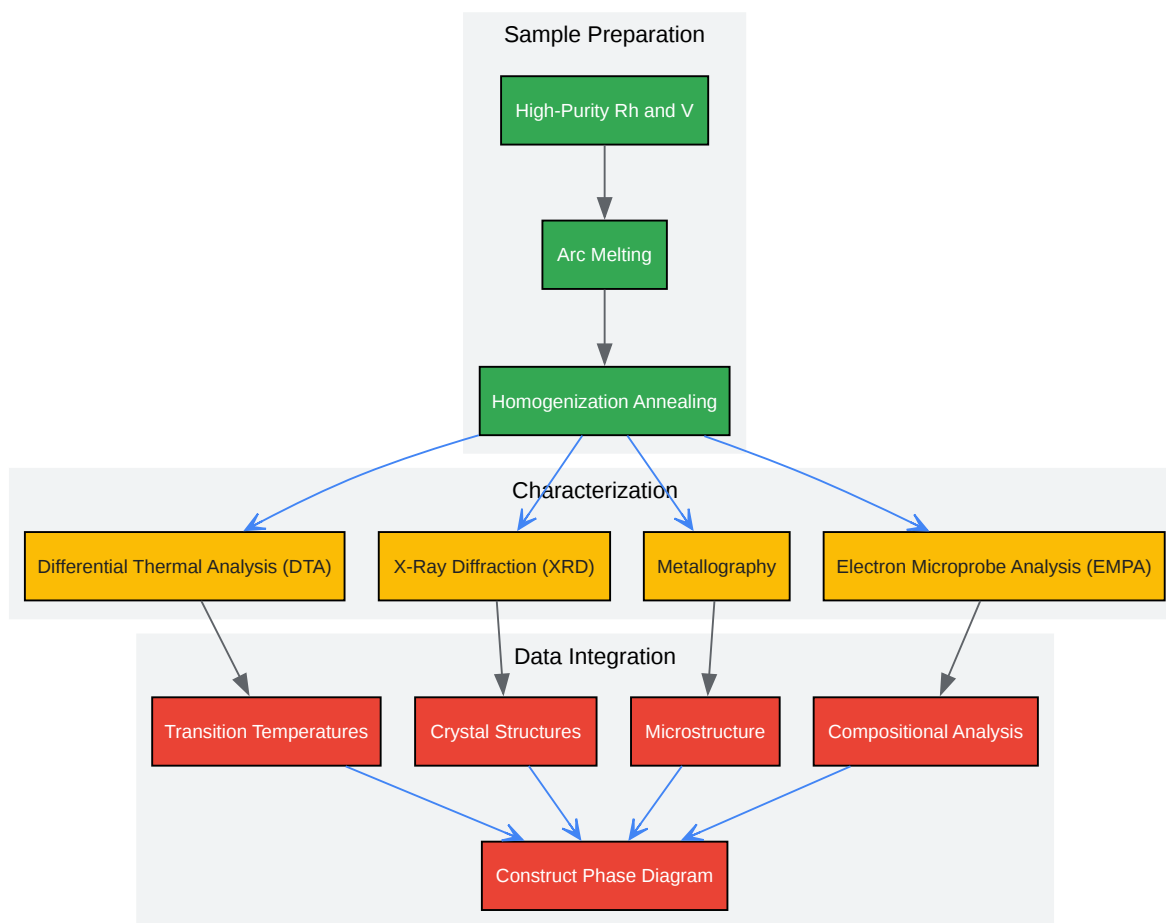 Sample Preparation
High-Purity Rh and V
Arc Melting
Homogenization Annealing
Characterization
Differential Thermal Analysis (DTA)
X-Ray Diffraction (XRD)
Metallography
Electron Microprobe Analysis (EMPA)
Data Integration
Transition Temperatures
Crystal Structures
Microstructure
Compositional Analysis
Construct Phase Diagram